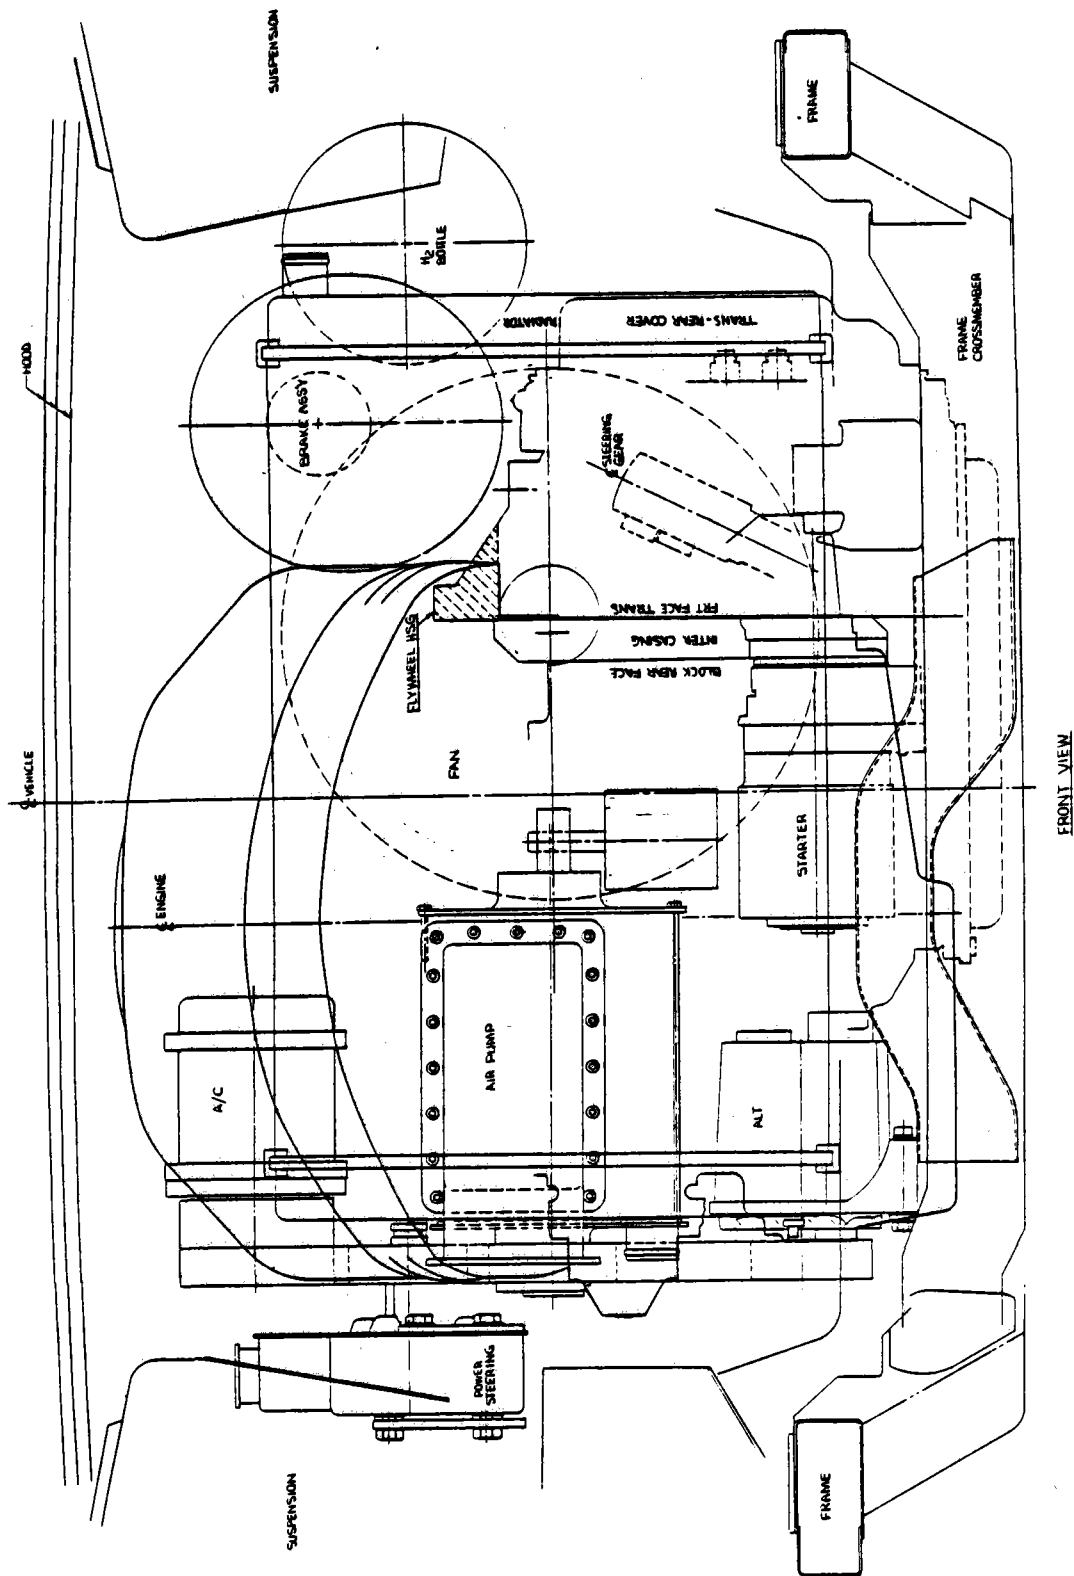 SUSPENSION
HOOD
H2
BOTTLE
FRAME
BRAKE ASSY
RADIATOR
TRANS-REAR COVER
FRAME
CROSSMEMBER
℄ STEERING
GEAR
FLYWHEEL HSG
FRT FACE TRANS
INTER CASING
BLOCK REAR FACE
℄ VEHICLE
FAN
STARTER
℄ ENGINE
A/C
AIR PUMP
ALT
POWER
STEERING
SUSPENSION
FRAME
FRONT VIEW